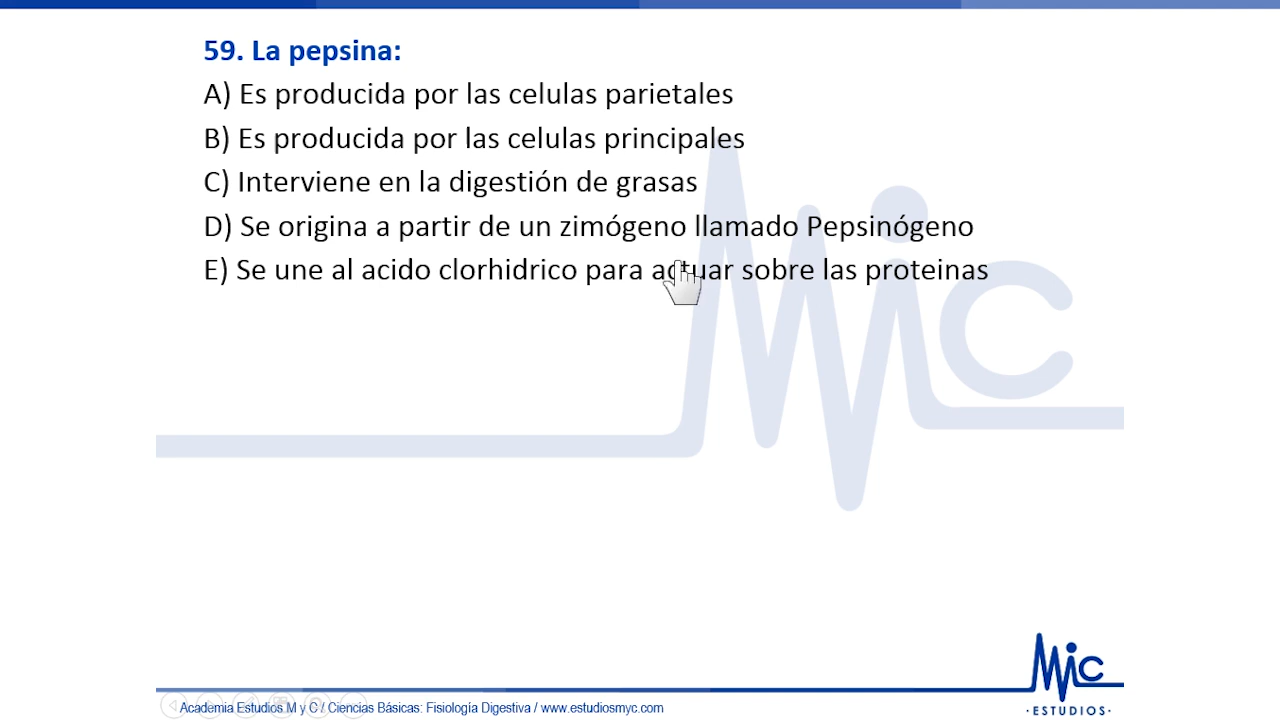 59. La pepsina:
A) Es producida por las celulas parietales
B) Es producida por las celulas principales
C) Interviene en la digestión de grasas
D) Se origina a partir de un zimógeno llamado Pepsinógeno
E) Se une al acido clorhidrico para actuar sobre las proteinas
MiC
MiC
·ESTUDIOS·
Academia Estudios M y C / Ciencias Básicas: Fisiología Digestiva / www.estudiosmyc.com